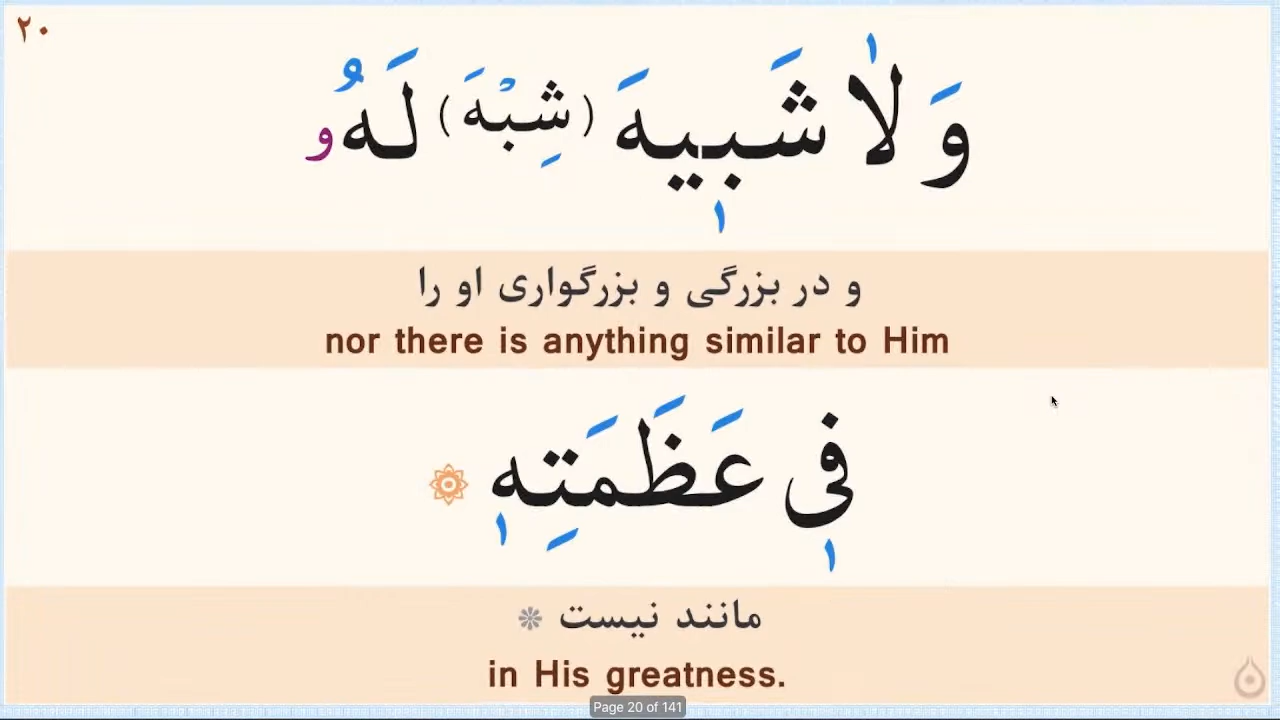 ۲۰
وَ لاٰ شَبیهَ (شِبْهَ) لَهُ و
و در بزرگی و بزرگواری او را
nor there is anything similar to Him
فی عَظَمَتِهٖ
مانند نیست ❊
in His greatness.
Page 20 of 141